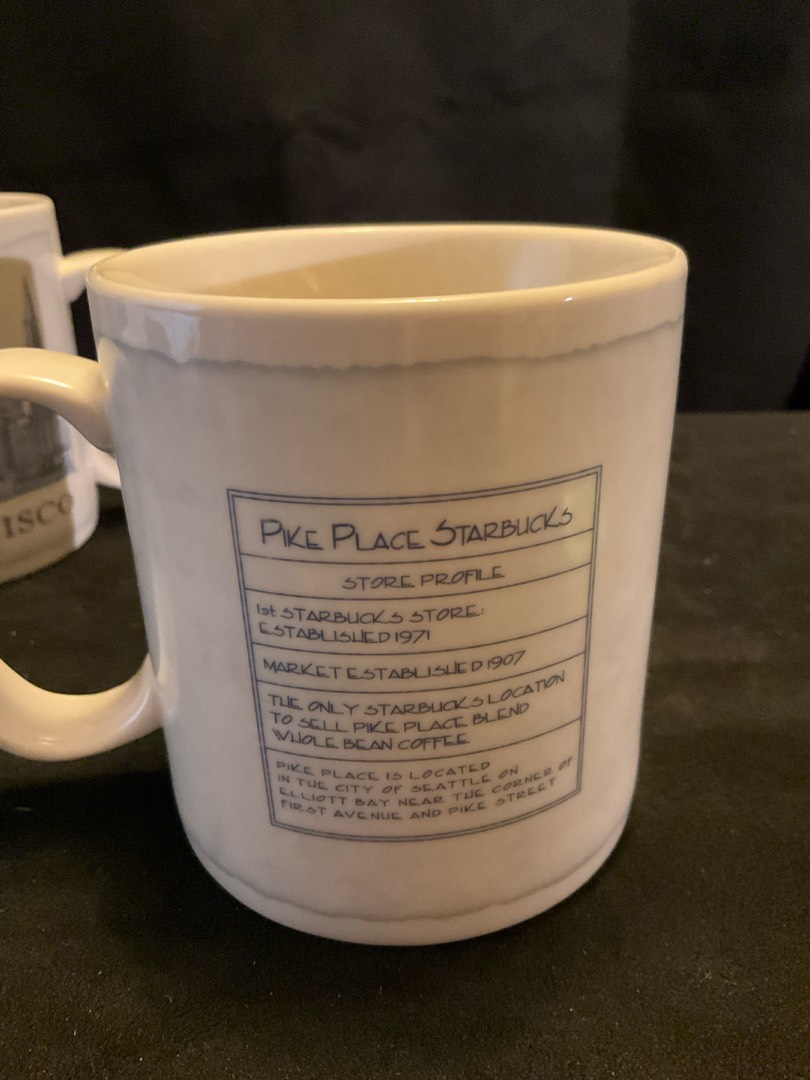 PIKE PLACE STARBUCKS
STORE PROFILE
1st STARBUCKS STORE:
ESTABLISHED 1971
MARKET ESTABLISHED 1907
THE ONLY STARBUCKS LOCATION
TO SELL PIKE PLACE BLEND
WHOLE BEAN COFFEE
PIKE PLACE IS LOCATED
IN THE CITY OF SEATTLE ON
ELLIOTT BAY NEAR THE CORNER OF
FIRST AVENUE AND PIKE STREET
ISCO